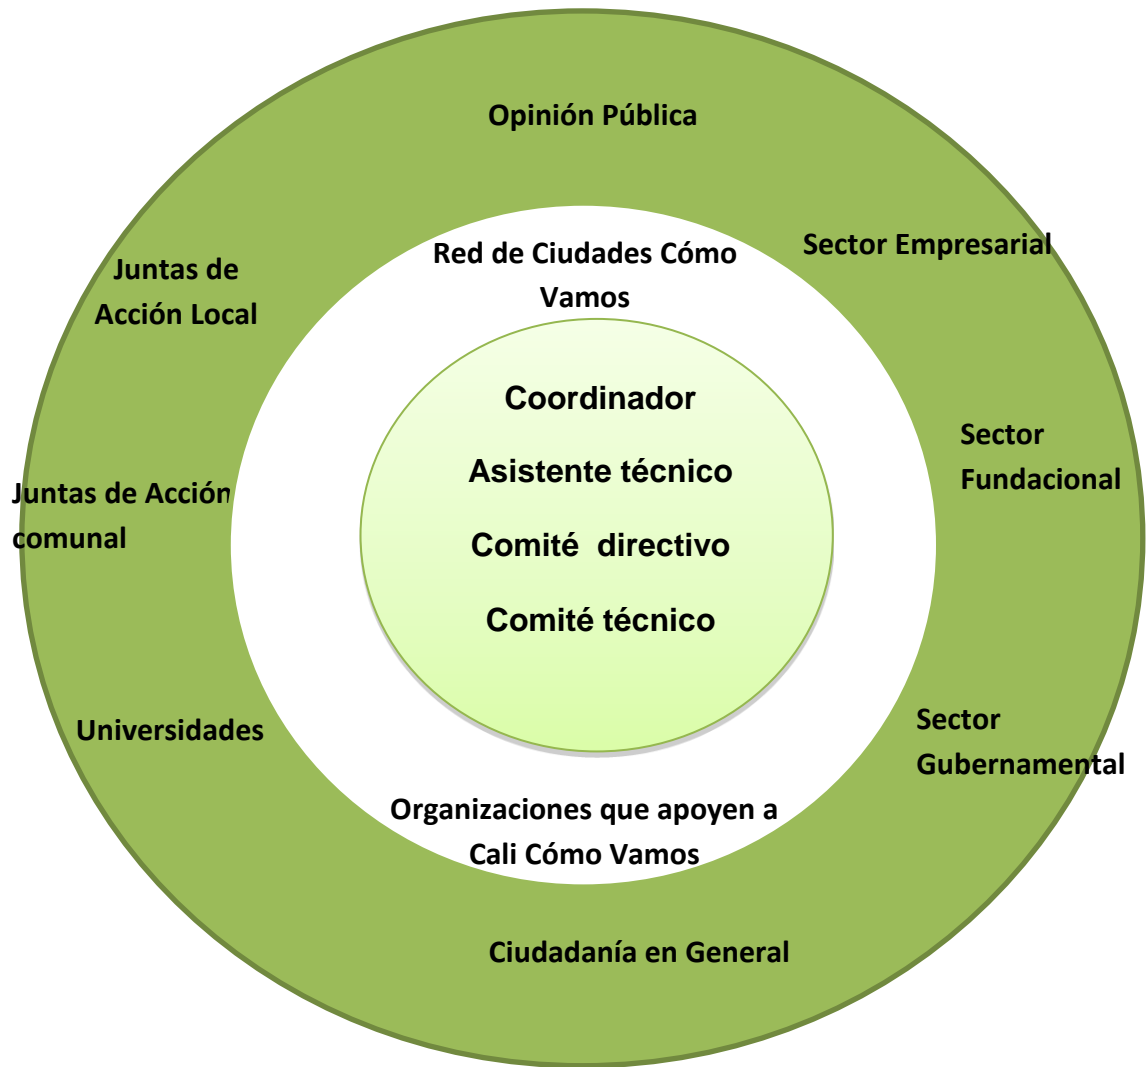 Opinión Pública
Sector Empresarial
Red de Ciudades Cómo
Vamos
Juntas de
Acción Local
Coordinador
Asistente técnico
Comité directivo
Comité técnico
Sector
Fundacional
Juntas de Acción
comunal
Universidades
Sector
Gubernamental
Organizaciones que apoyen a
Cali Cómo Vamos
Ciudadanía en General